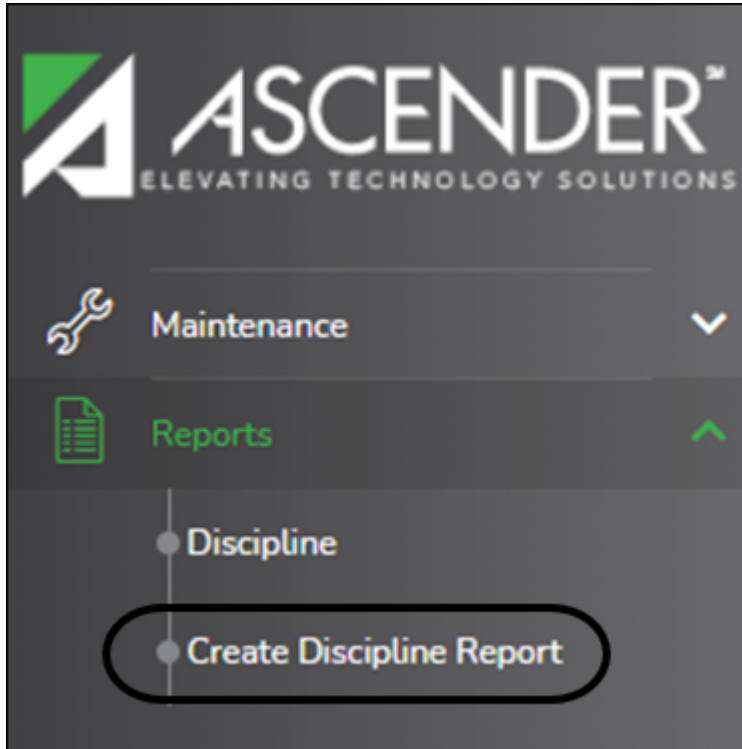 ASCENDER℠
ELEVATING TECHNOLOGY SOLUTIONS
Maintenance
Reports
Discipline
Create Discipline Report